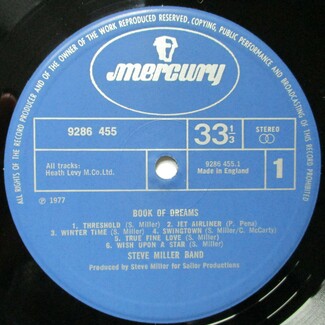 ALL RIGHTS OF THE RECORD PRODUCER AND OF THE OWNER OF THE WORK REPRODUCED RESERVED, COPYING, PUBLIC PERFORMANCE AND BROADCASTING OF THIS RECORD PROHIBITED
mercury
9286 455
33 1/3
STEREO
All tracks:
Heath Levy M.Co.Ltd.
9286 455.1
Made in England
1
℗ 1977
BOOK OF DREAMS
1. THRESHOLD (S. Miller) 2. JET AIRLINER (P. Pena)
3. WINTER TIME (S. Miller) 4. SWINGTOWN (S. Miller/C. McCarty)
5. TRUE FINE LOVE (S. Miller)
6. WISH UPON A STAR (S. Miller)
STEVE MILLER BAND
Produced by Steve Miller for Sailor Productions